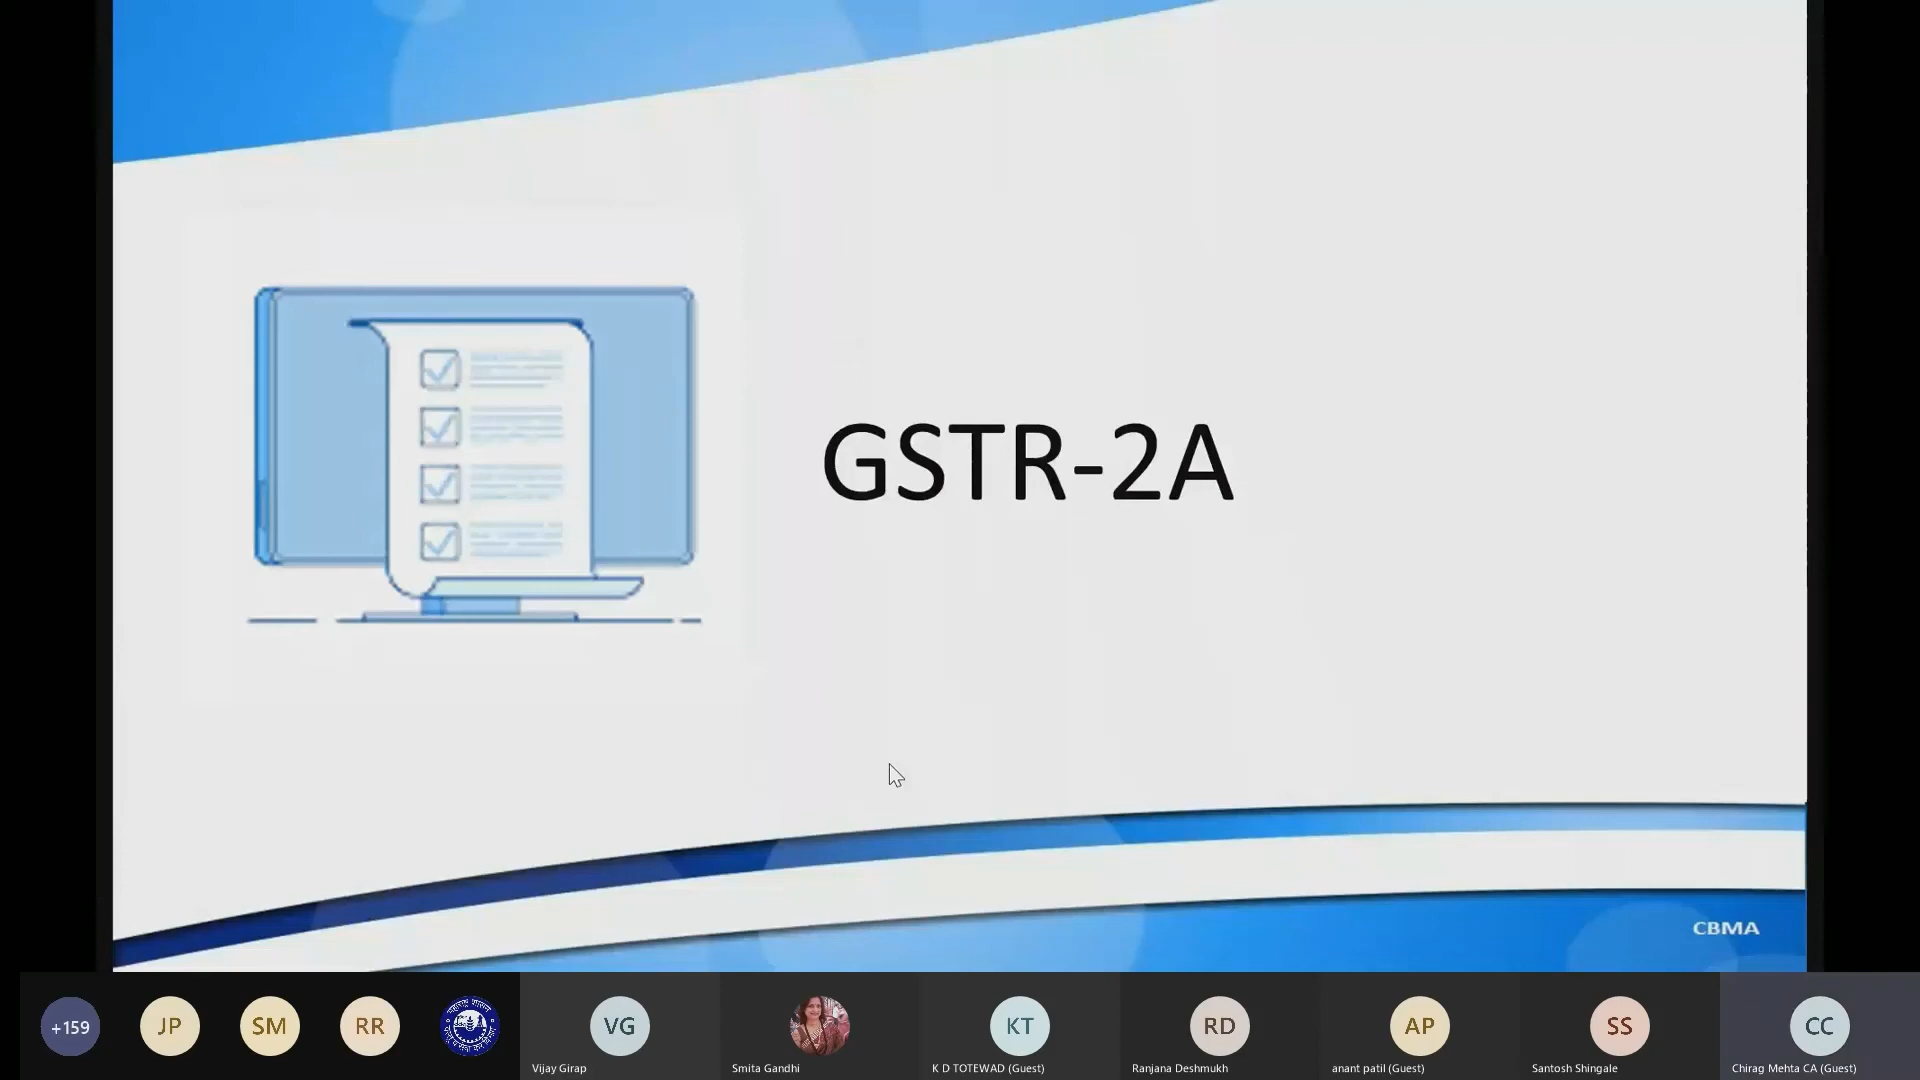 GSTR-2A
CBMA
+159
JP
SM
RR
VG
KT
RD
AP
SS
CC
Vijay Girap
Smita Gandhi
K D TOTEWAD (Guest)
Ranjana Deshmukh
anant patil (Guest)
Santosh Shingale
Chirag Mehta CA (Guest)